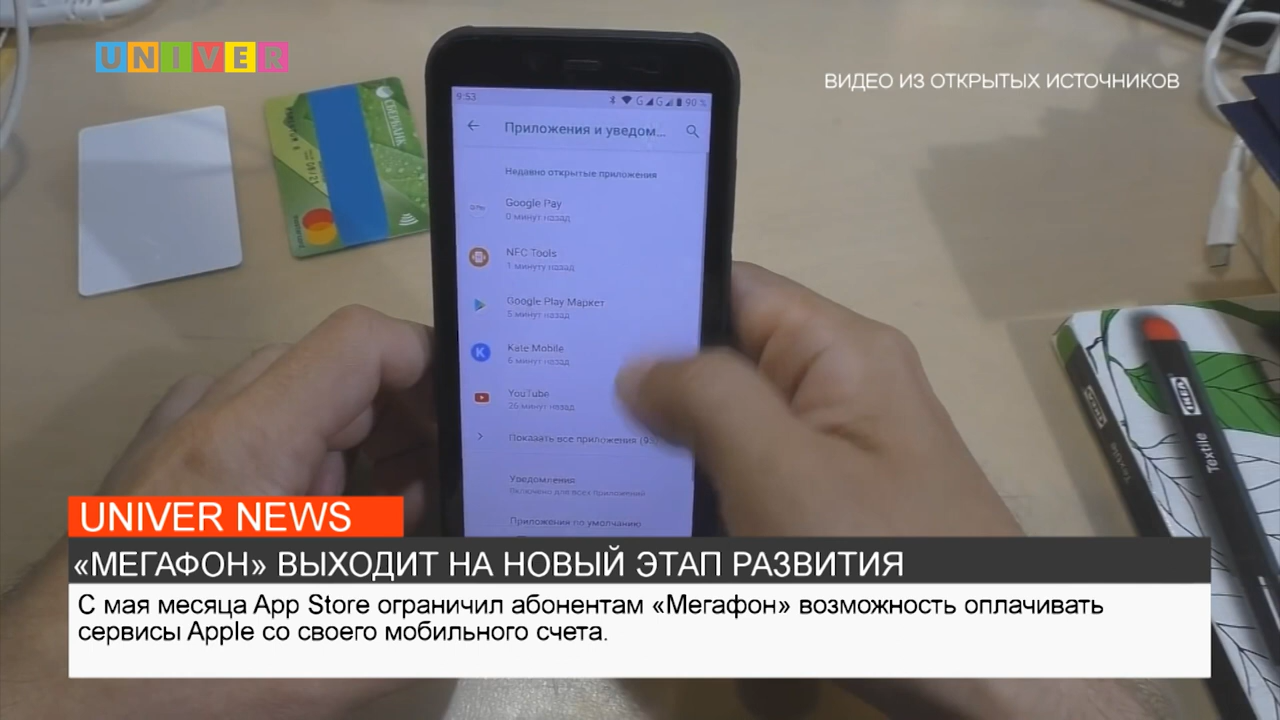 UNIVER
ВИДЕО ИЗ ОТКРЫТЫХ ИСТОЧНИКОВ
СБЕРБАНК
9:53
G G 90 %
Приложения и уведом...
Недавно открытые приложения
Google Pay
0 минут назад
NFC Tools
1 минуту назад
Google Play Маркет
5 минут назад
Kate Mobile
6 минут назад
YouTube
26 минут назад
Показать все приложения
Уведомления
Включено для всех приложений
Приложения по умолчанию
IKEA
Textile
IKEA
Textile
UNIVER NEWS
«МЕГАФОН» ВЫХОДИТ НА НОВЫЙ ЭТАП РАЗВИТИЯ
С мая месяца App Store ограничил абонентам «Мегафон» возможность оплачивать
сервисы Apple со своего мобильного счета.